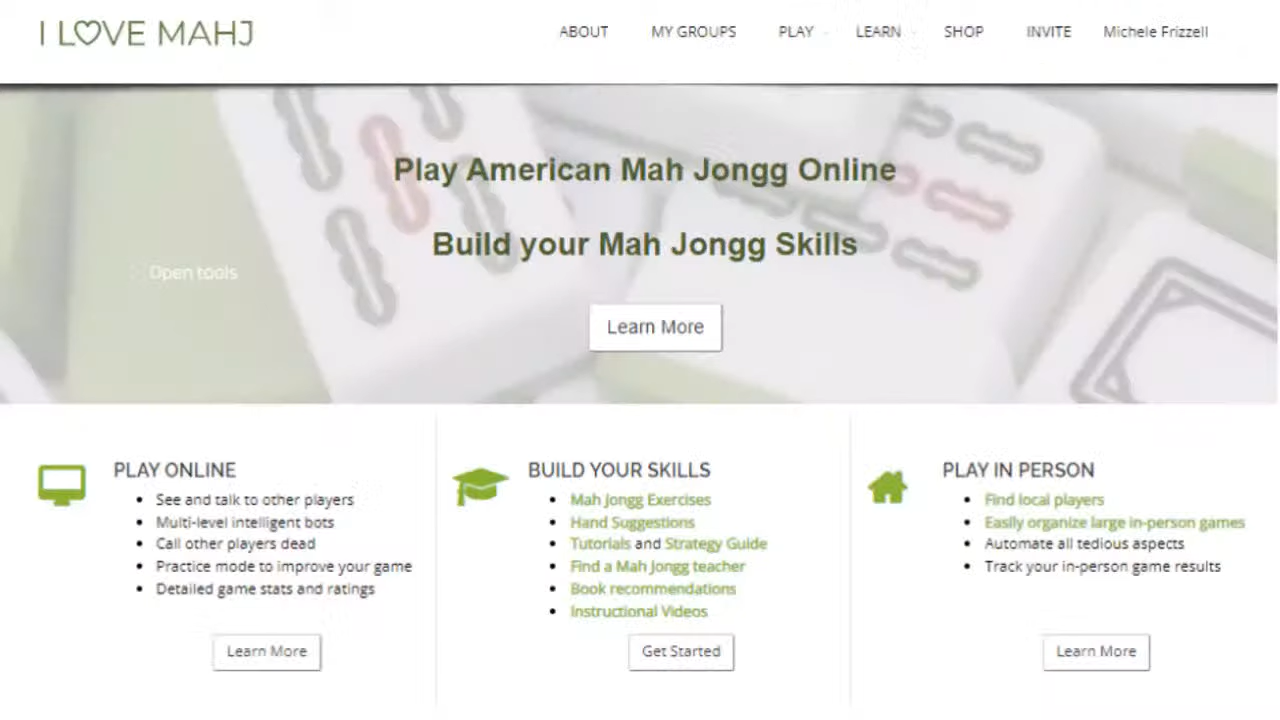 I LOVE MAHJ
ABOUT MY GROUPS PLAY LEARN SHOP INVITE Michele Frizzell
Play American Mah Jongg Online
Build your Mah Jongg Skills
Open tools
Learn More
PLAY ONLINE
See and talk to other players
Multi-level intelligent bots
Call other players dead
Practice mode to improve your game
Detailed game stats and ratings
Learn More
BUILD YOUR SKILLS
Mah Jongg Exercises
Hand Suggestions
Tutorials and Strategy Guide
Find a Mah Jongg teacher
Book recommendations
Instructional Videos
Get Started
PLAY IN PERSON
Find local players
Easily organize large in-person games
Automate all tedious aspects
Track your in-person game results
Learn More